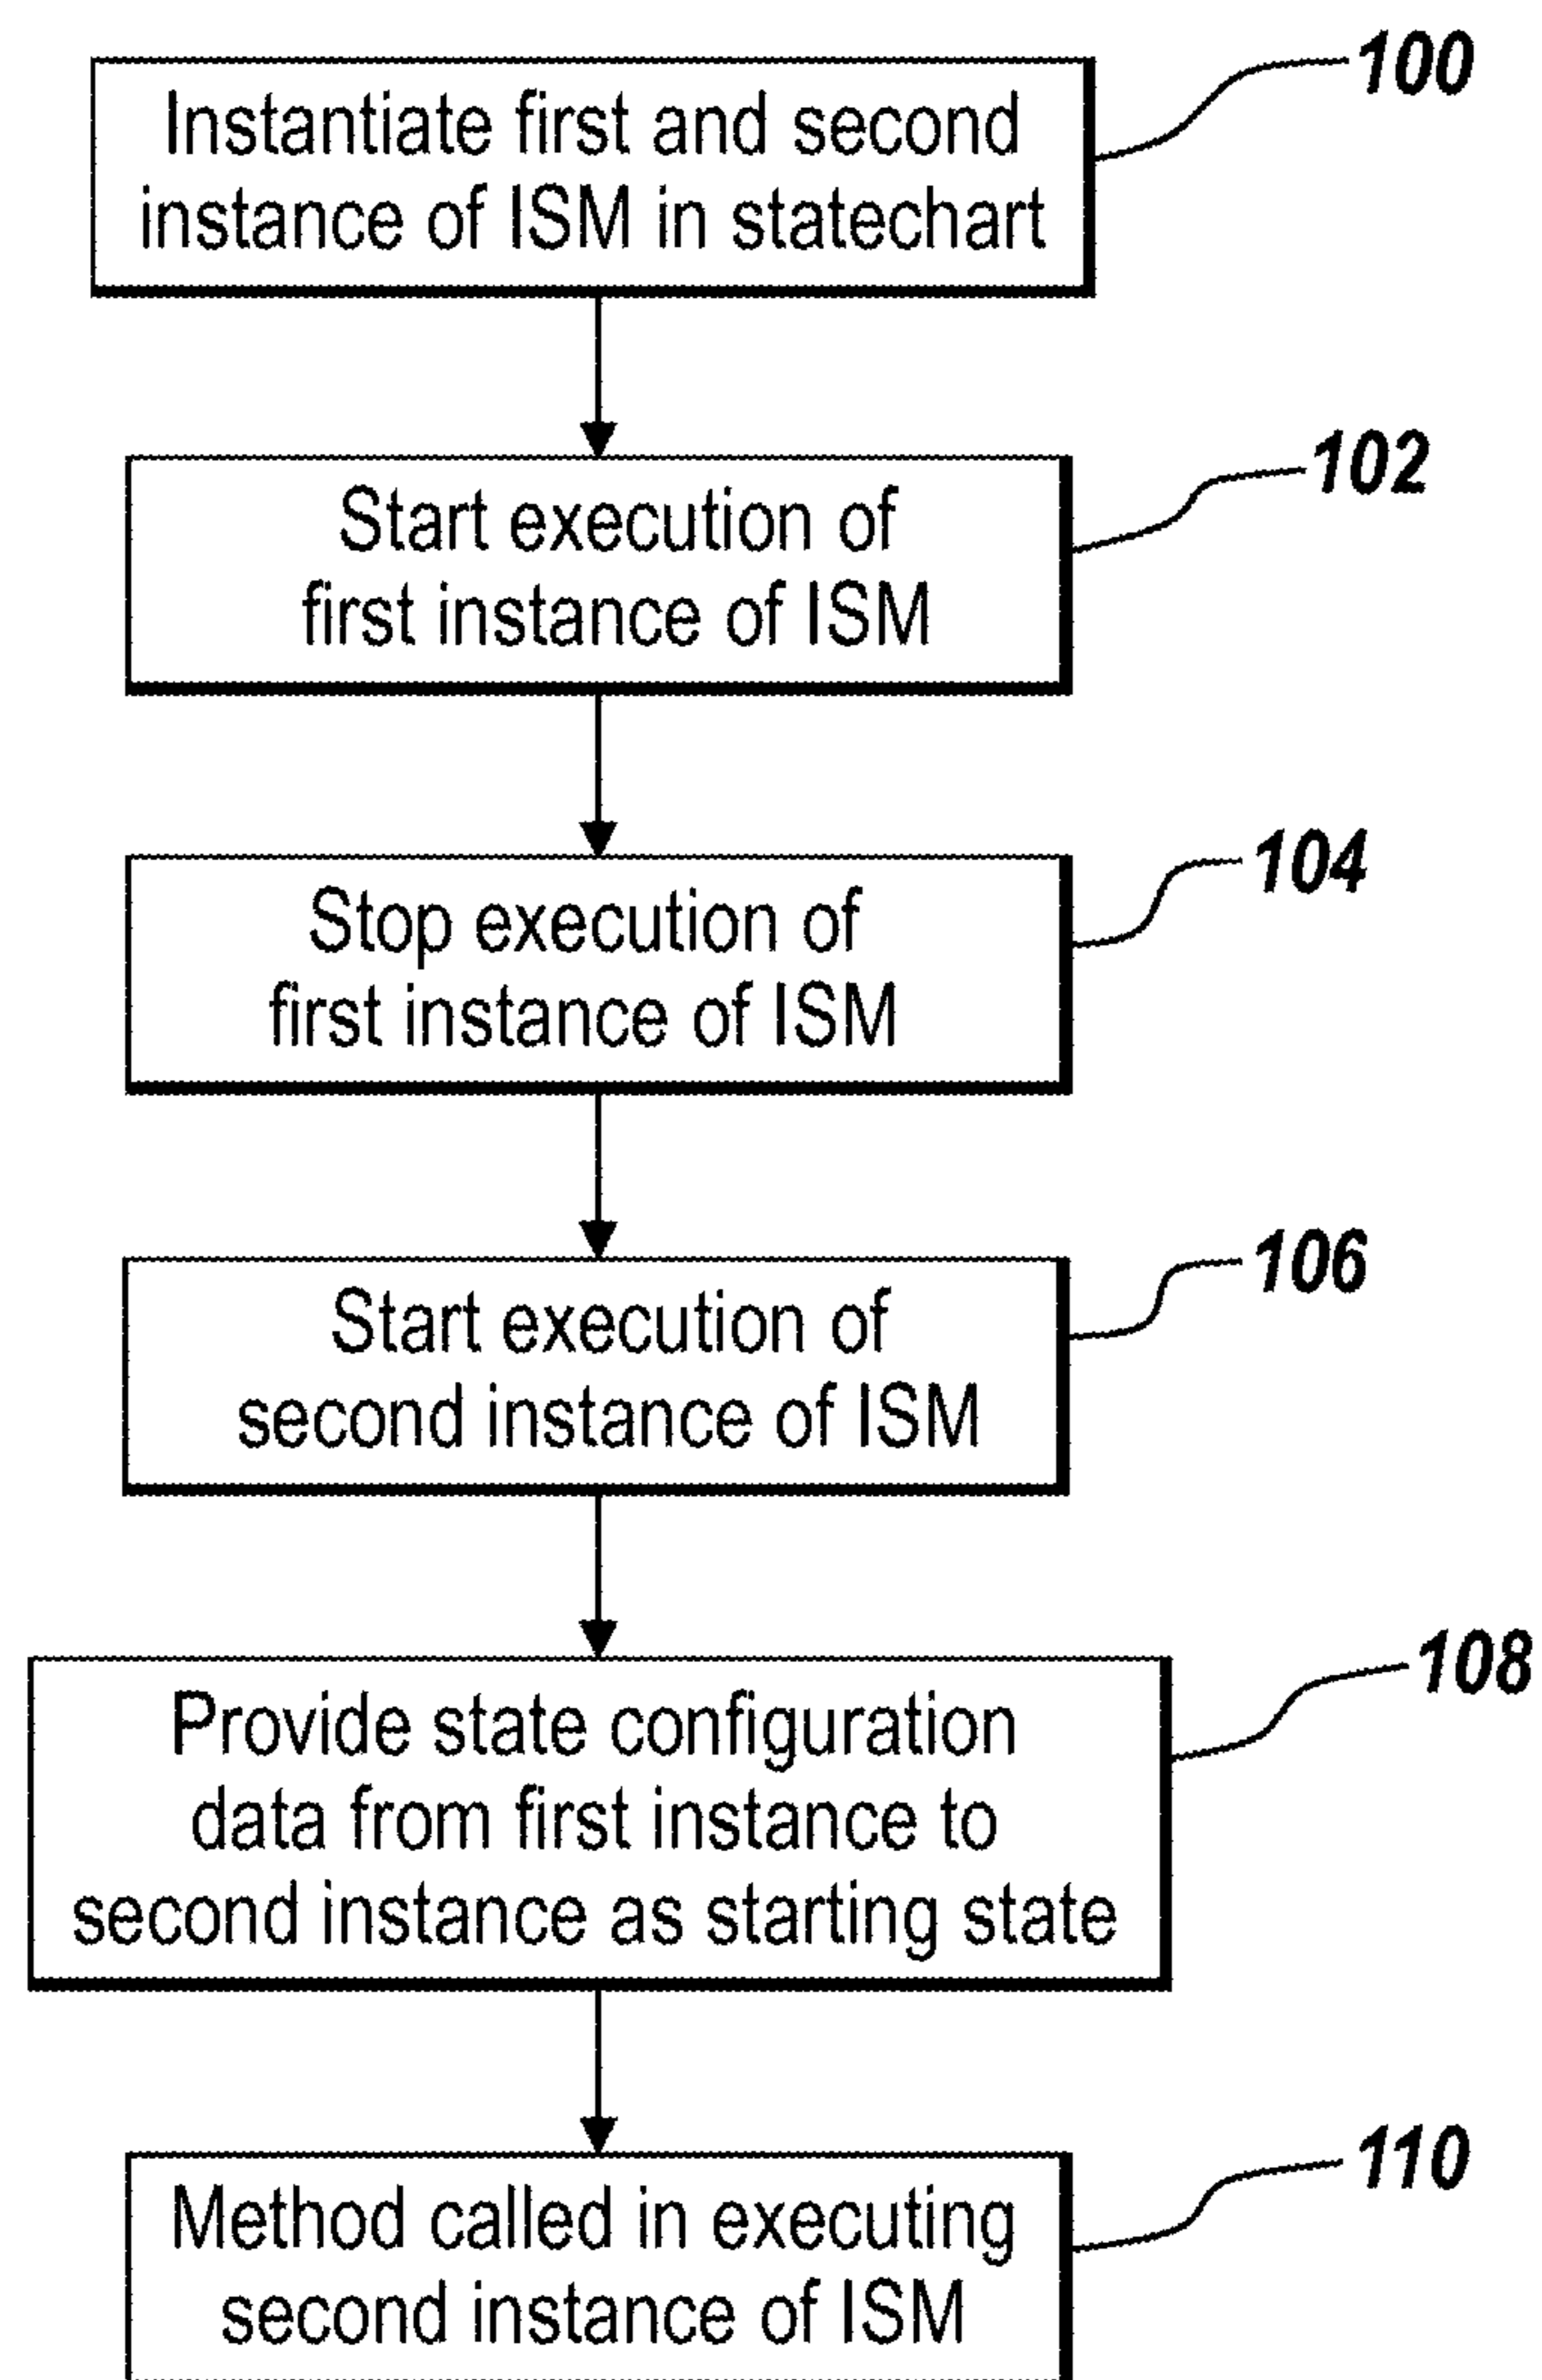 100
Instantiate first and second
instance of ISM in statechart
102
Start execution of
first instance of ISM
104
Stop execution of
first instance of ISM
106
Start execution of
second instance of ISM
108
Provide state configuration
data from first instance to
second instance as starting state
110
Method called in executing
second instance of ISM